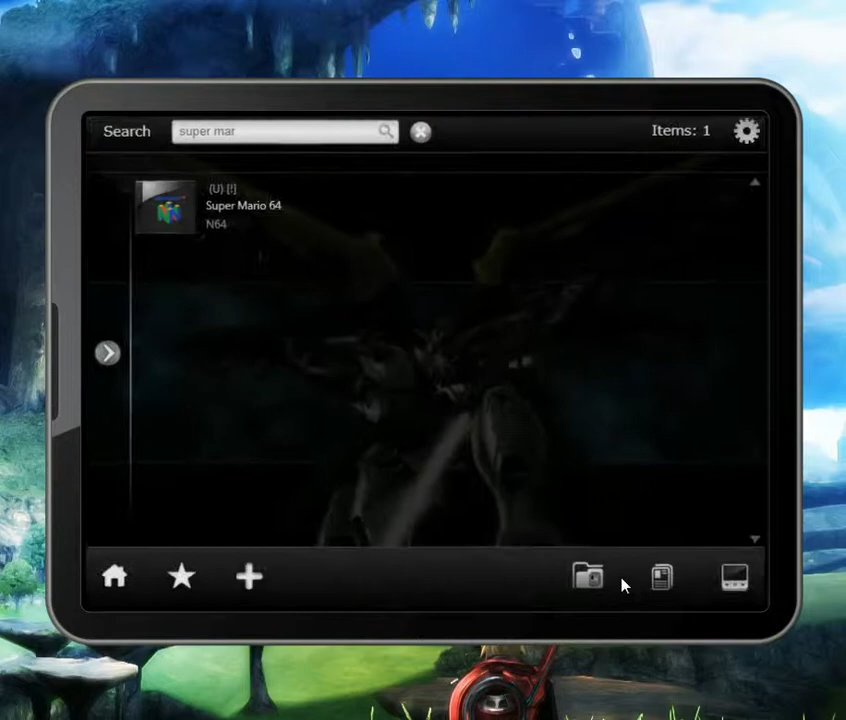 Search
super mar
Items: 1
(U) [!]
Super Mario 64
N64